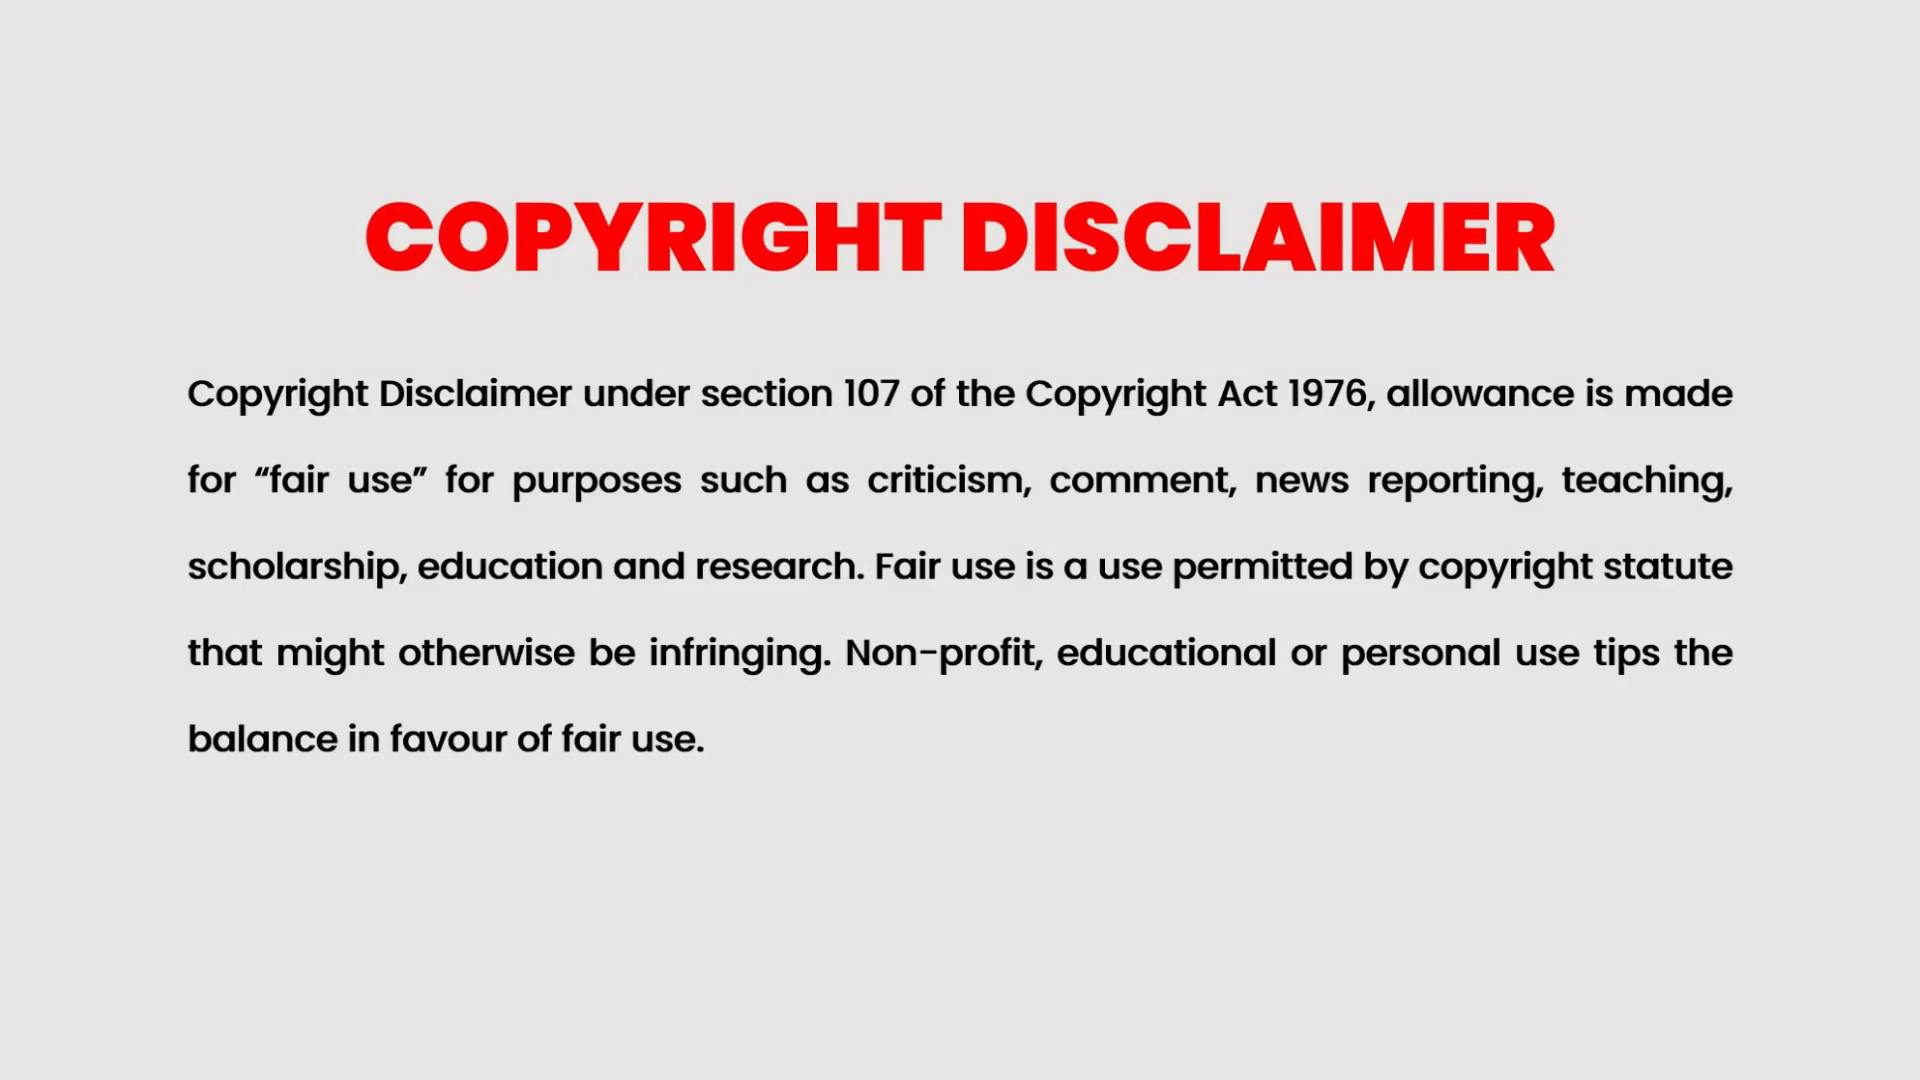 COPYRIGHT DISCLAIMER
Copyright Disclaimer under section 107 of the Copyright Act 1976, allowance is made
for “fair use” for purposes such as criticism, comment, news reporting, teaching,
scholarship, education and research. Fair use is a use permitted by copyright statute
that might otherwise be infringing. Non-profit, educational or personal use tips the
balance in favour of fair use.